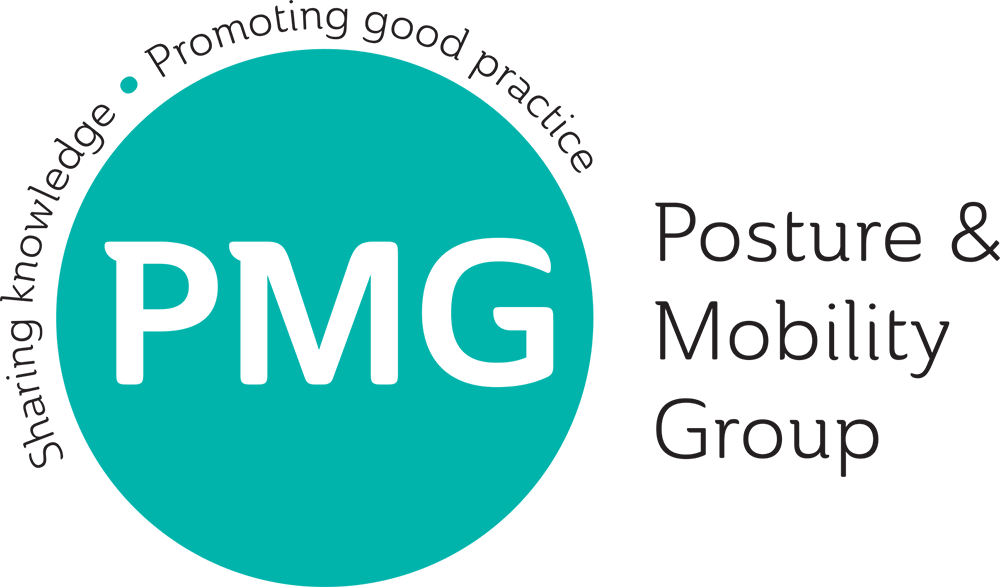 Sharing knowledge • Promoting good practice
PMG
Posture &
Mobility
Group